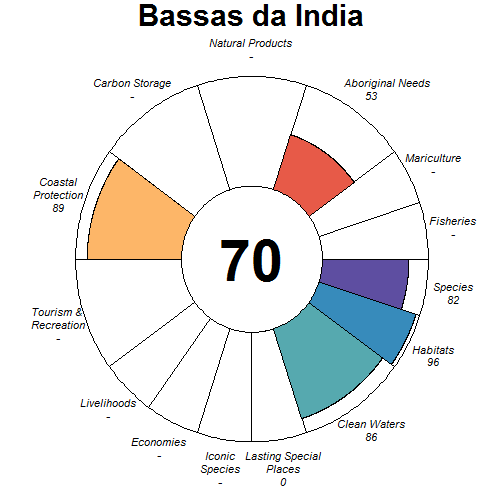 Bassas da India
Natural Products
-
Carbon Storage
-
Aboriginal Needs
53
Mariculture
-
Coastal
Protection
89
Fisheries
-
70
Species
82
Tourism &
Recreation
-
Habitats
96
Livelihoods
-
Clean Waters
86
Economies
-
Iconic
Species
-
Lasting Special
Places
0